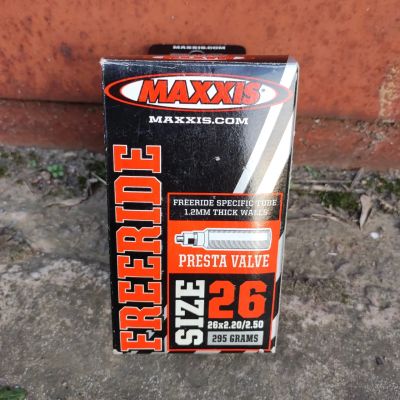 MAXXIS.COM
MAXXIS
MAXXIS.COM
FREERIDE
FREERIDE SPECIFIC TUBE
1.2MM THICK WALLS
PRESTA VALVE
SIZE 26
26x2.20/2.50
295 GRAMS